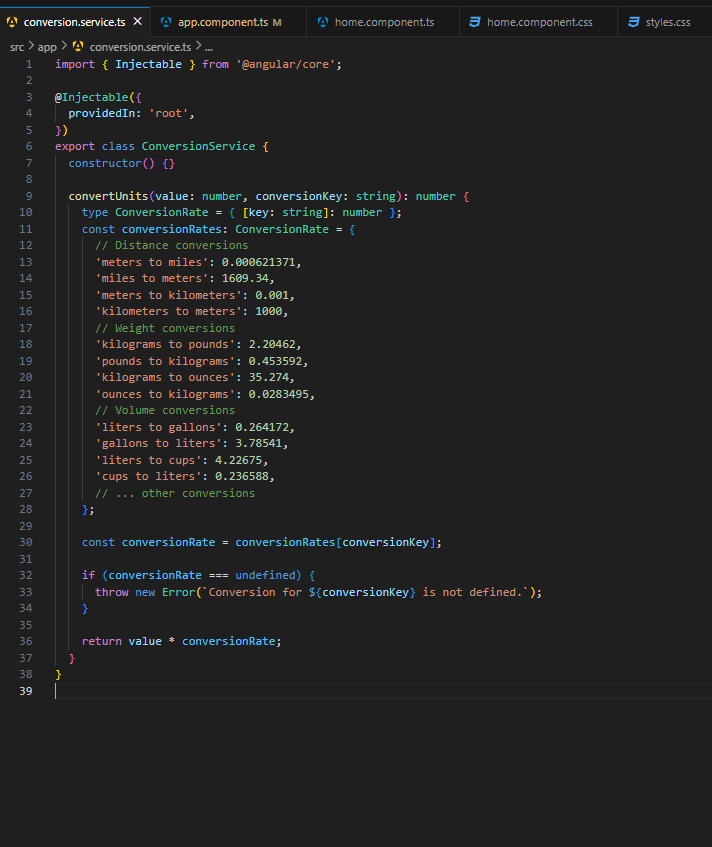 conversion.service.ts ✕ app.component.ts M home.component.ts home.component.css styles.css
src > app > conversion.service.ts > ...
1 import { Injectable } from '@angular/core';
2
3 @Injectable({
4   providedIn: 'root',
5 })
6 export class ConversionService {
7   constructor() {}
8
9   convertUnits(value: number, conversionKey: string): number {
10     type ConversionRate = { [key: string]: number };
11     const conversionRates: ConversionRate = {
12       // Distance conversions
13       'meters to miles': 0.000621371,
14       'miles to meters': 1609.34,
15       'meters to kilometers': 0.001,
16       'kilometers to meters': 1000,
17       // Weight conversions
18       'kilograms to pounds': 2.20462,
19       'pounds to kilograms': 0.453592,
20       'kilograms to ounces': 35.274,
21       'ounces to kilograms': 0.0283495,
22       // Volume conversions
23       'liters to gallons': 0.264172,
24       'gallons to liters': 3.78541,
25       'liters to cups': 4.22675,
26       'cups to liters': 0.236588,
27       // ... other conversions
28     };
29
30     const conversionRate = conversionRates[conversionKey];
31
32     if (conversionRate === undefined) {
33       throw new Error(`Conversion for ${conversionKey} is not defined.`);
34     }
35
36     return value * conversionRate;
37   }
38 }
39